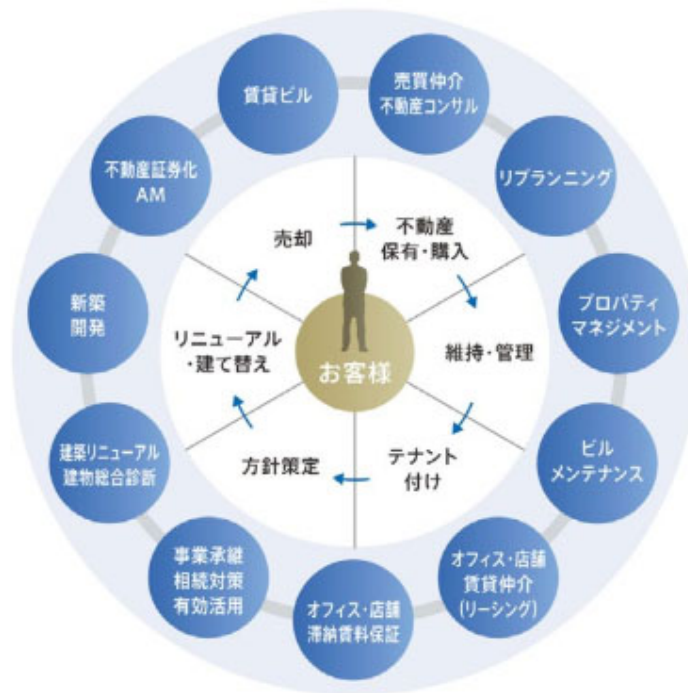 賃貸ビル
売買仲介
不動産コンサル
リプランニング
プロパティ
マネジメント
ビル
メンテナンス
オフィス・店舗
賃貸仲介
(リーシング)
オフィス・店舗
滞納賃料保証
事業承継
相続対策
有効活用
建築リニューアル
建物総合診断
新築
開発
不動産証券化
AM
不動産
保有・購入
維持・管理
テナント
付け
方針策定
リニューアル
・建て替え
売却
お客様